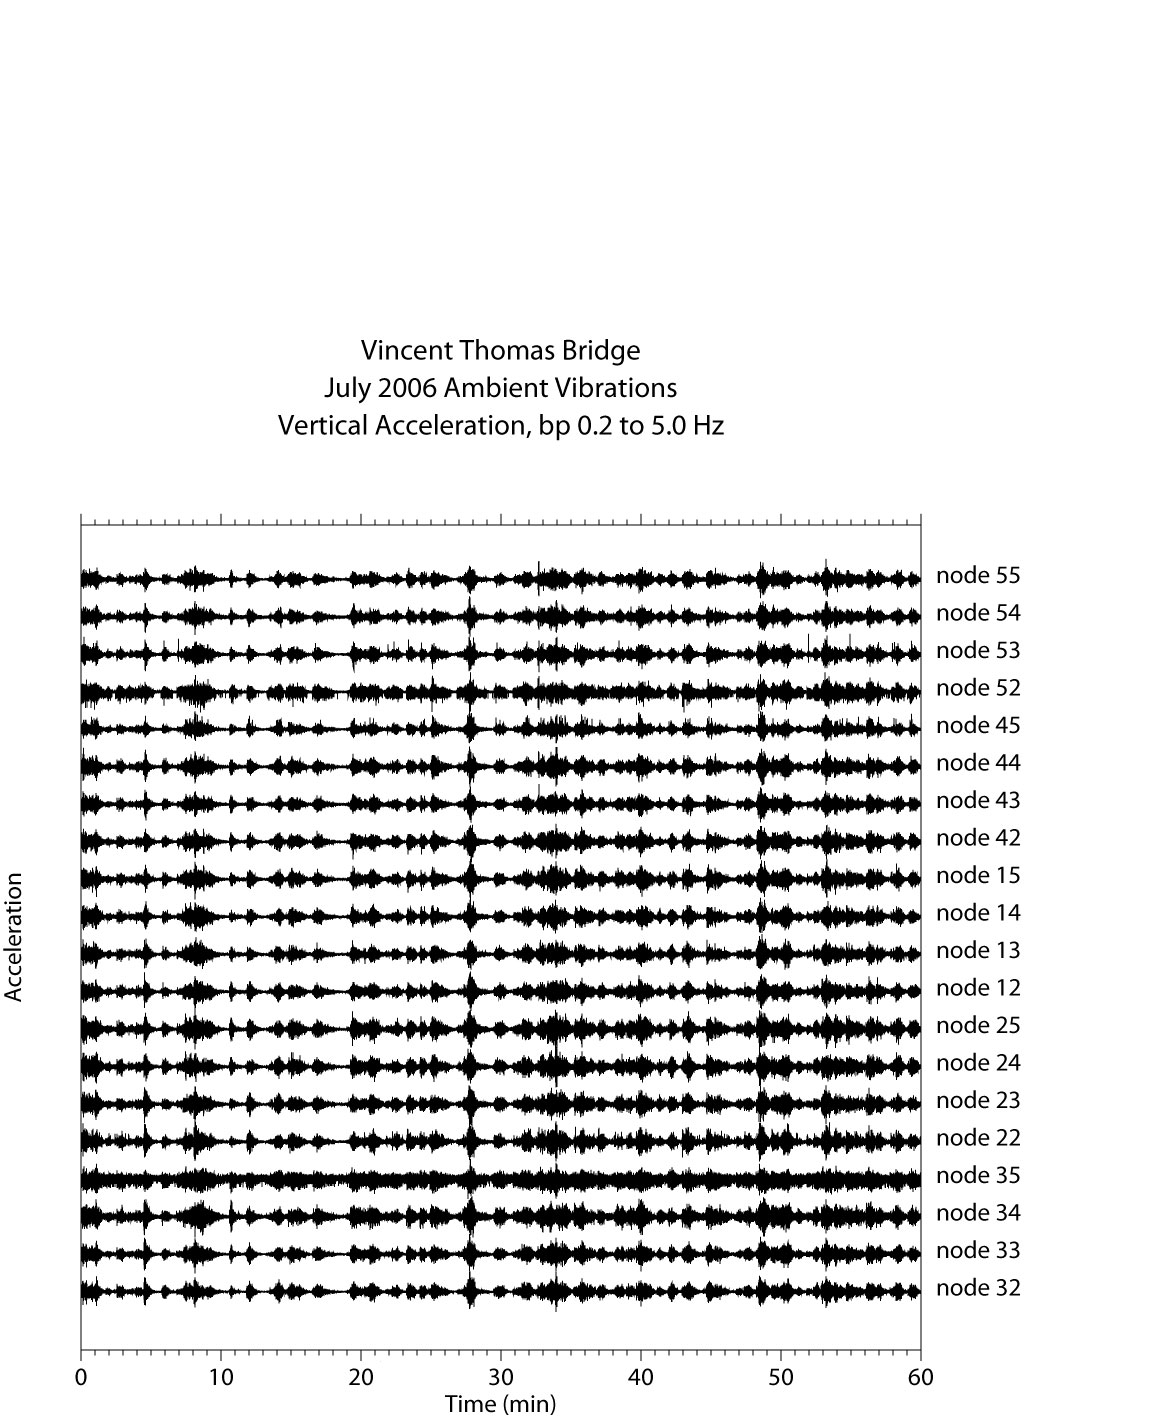 Vincent Thomas Bridge
July 2006 Ambient Vibrations
Vertical Acceleration, bp 0.2 to 5.0 Hz
node 55
node 54
node 53
node 52
node 45
node 44
node 43
node 42
node 15
node 14
node 13
node 12
node 25
node 24
node 23
node 22
node 35
node 34
node 33
node 32
Acceleration
0 10 20 30 40 50 60
Time (min)